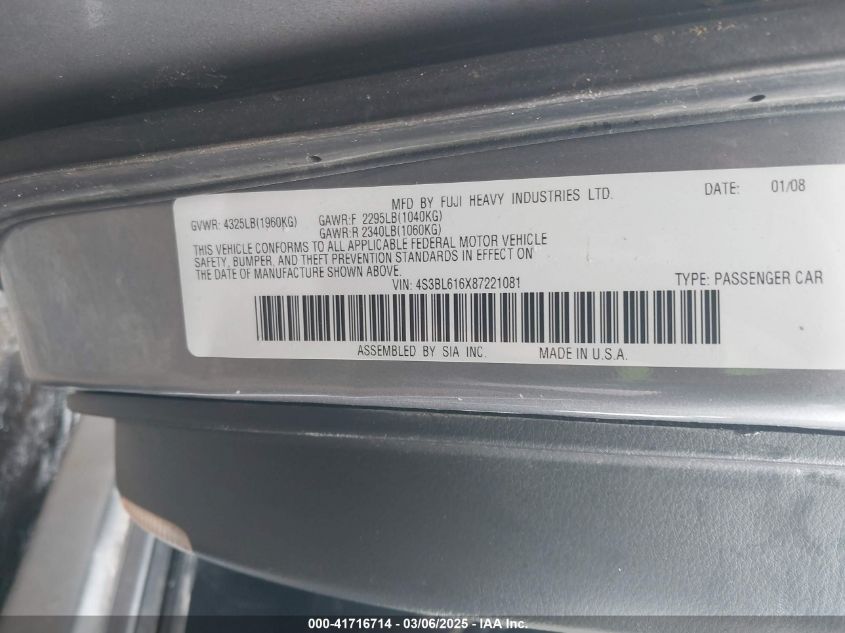 MFD BY FUJI HEAVY INDUSTRIES LTD. DATE: 01/08
GVWR: 4325LB(1960KG) GAWR:F 2295LB(1040KG)
GAWR:R 2340LB(1060KG)
THIS VEHICLE CONFORMS TO ALL APPLICABLE FEDERAL MOTOR VEHICLE
SAFETY, BUMPER, AND THEFT PREVENTION STANDARDS IN EFFECT ON
THE DATE OF MANUFACTURE SHOWN ABOVE.
VIN: 4S3BL616X87221081 TYPE: PASSENGER CAR
ASSEMBLED BY SIA INC. MADE IN U.S.A.
000-41716714 - 03/06/2025 - IAA Inc.